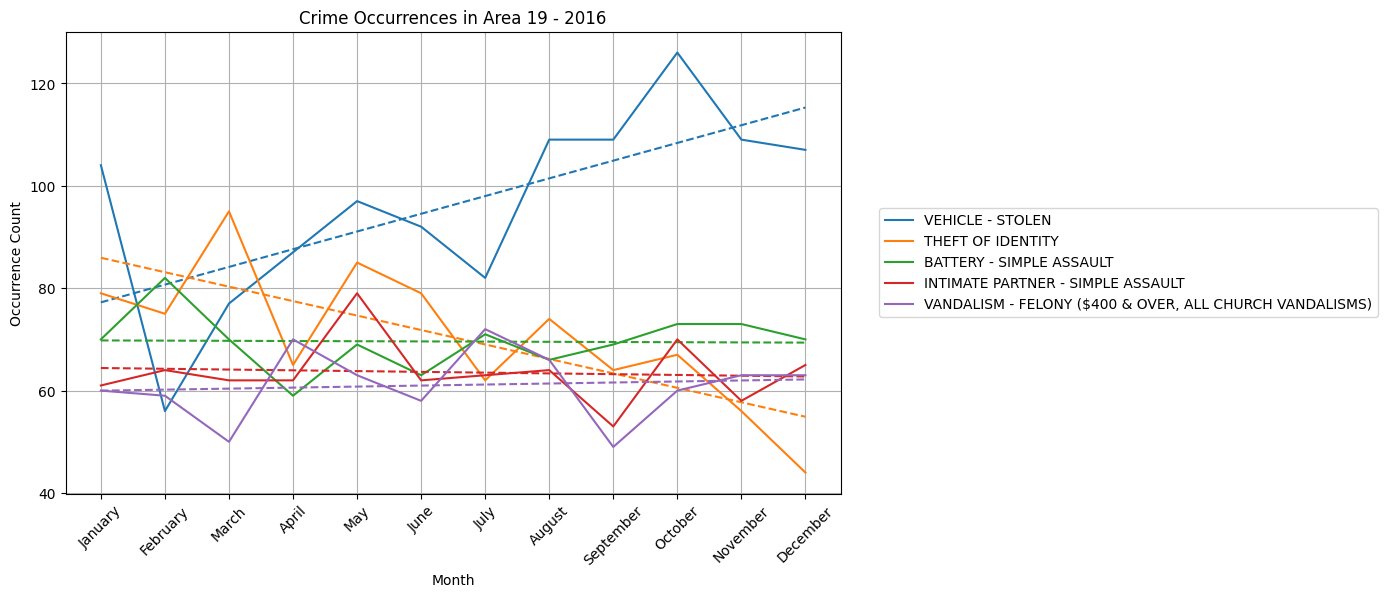 Crime Occurrences in Area 19 - 2016
Occurrence Count
120
100
80
60
40
January
February
March
April
May
June
July
August
September
October
November
December
Month
VEHICLE - STOLEN
THEFT OF IDENTITY
BATTERY - SIMPLE ASSAULT
INTIMATE PARTNER - SIMPLE ASSAULT
VANDALISM - FELONY ($400 & OVER, ALL CHURCH VANDALISMS)